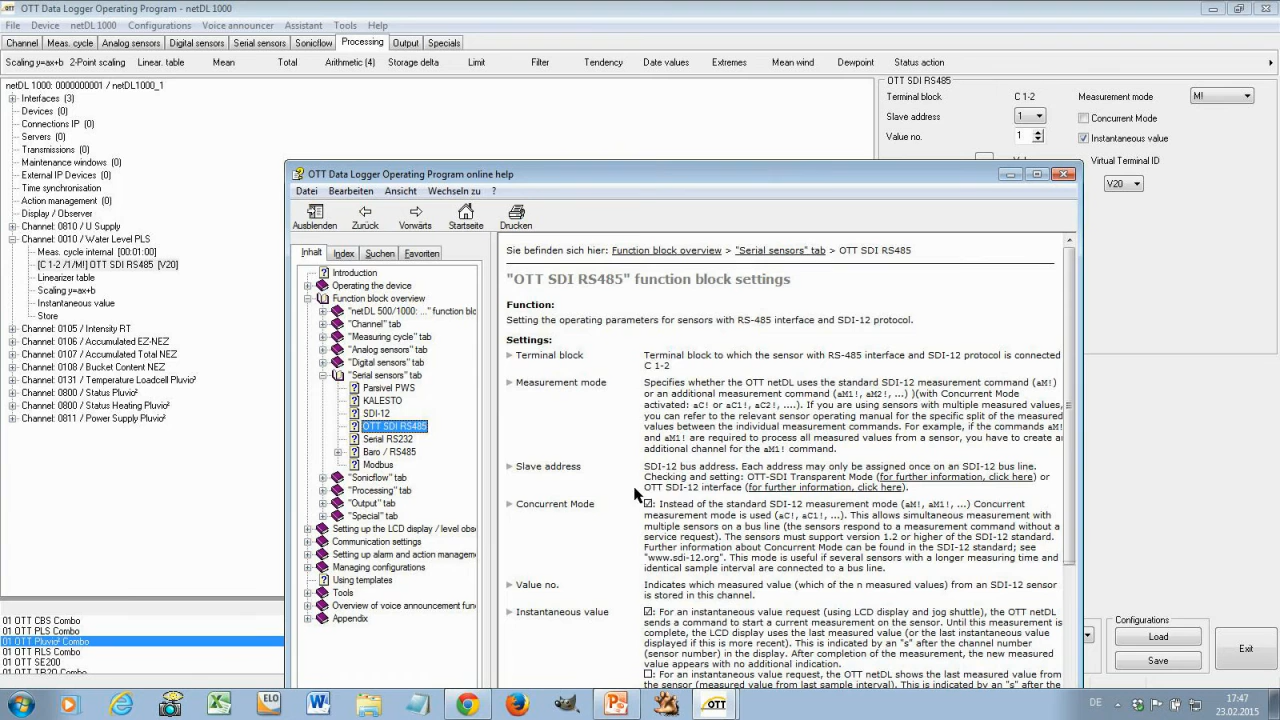 OTT Data Logger Operating Program - netDL 1000
File Device netDL 1000 Configurations Voice announcer Assistant Tools Help
Channel Meas. cycle Analog sensors Digital sensors Serial sensors Sonicflow Processing Output Specials
Scaling y=ax+b 2-Point scaling Linear. table Mean Total Arithmetic (4) Storage delta Limit Filter Tendency Date values Extremes Mean wind Dewpoint Status action
netDL 1000: 0000000001 / netDL1000_1
Interfaces (3)
Devices (0)
Connections IP (0)
Servers (0)
Transmissions (0)
Maintenance windows (0)
External IP Devices (0)
Time synchronisation
Action management (0)
Display / Observer
Channel: 0810 / U Supply
Channel: 0010 / Water Level PLS
Meas. cycle internal [00:01:00]
[C 1-2 /1/M!] OTT SDI RS485 [V20]
Linearizer table
Scaling y=ax+b
Instantaneous value
Store
Channel: 0105 / Intensity RT
Channel: 0106 / Accumulated EZ-NEZ
Channel: 0107 / Accumulated Total NEZ
Channel: 0108 / Bucket Content NEZ
Channel: 0131 / Temperature Loadcell Pluvio²
Channel: 0800 / Status Pluvio²
Channel: 0800 / Status Heating Pluvio²
Channel: 0811 / Power Supply Pluvio²
OTT SDI RS485
Terminal block C 1-2 Measurement mode M!
Slave address 1 Concurrent Mode
Value no. 1 Instantaneous value
Virtual Terminal ID
V20
OTT Data Logger Operating Program online help
Datei Bearbeiten Ansicht Wechseln zu ?
Ausblenden Zurück Vorwärts Startseite Drucken
Inhalt Index Suchen Favoriten
Introduction
Operating the device
Function block overview
"netDL 500/1000: ..." function bloc
"Channel" tab
"Measuring cycle" tab
"Analog sensors" tab
"Digital sensors" tab
"Serial sensors" tab
Parsivel PWS
KALESTO
SDI-12
OTT SDI RS485
Serial RS232
Baro / RS485
Modbus
"Sonicflow" tab
"Processing" tab
"Output" tab
"Special" tab
Setting up the LCD display / level obse
Communication settings
Setting up alarm and action managem
Managing configurations
Using templates
Tools
Overview of voice announcement func
Appendix
Sie befinden sich hier: Function block overview > "Serial sensors" tab > OTT SDI RS485
"OTT SDI RS485" function block settings
Function:
Setting the operating parameters for sensors with RS-485 interface and SDI-12 protocol.
Settings:
Terminal block Terminal block to which the sensor with RS-485 interface and SDI-12 protocol is connected
C 1-2
Measurement mode Specifies whether the OTT netDL uses the standard SDI-12 measurement command (aM!)
or an additional measurement command (aM1!, aM2!, ...) )(with Concurrent Mode
activated: aC! or aC1!, aC2!, ....). If you are using sensors with multiple measured values,
you can refer to the relevant sensor operating manual for the specific split of the measured
values between the individual measurement commands. For example, if the commands aM!
and aM1! are required to process all measured values from a sensor, you have to create an
additional channel for the aM1! command.
Slave address SDI-12 bus address. Each address may only be assigned once on an SDI-12 bus line.
Checking and setting: OTT-SDI Transparent Mode (for further information, click here) or
OTT SDI-12 interface (for further information, click here).
Concurrent Mode : Instead of the standard SDI-12 measurement mode (aM!, aM1!, ...) Concurrent
measurement mode is used (aC!, aC1!, ...). This allows simultaneous measurement with
multiple sensors on a bus line (the sensors respond to a measurement command without a
service request). The sensors must support version 1.2 or higher of the SDI-12 standard.
Further information about Concurrent Mode can be found in the SDI-12 standard; see
"www.sdi-12.org". This mode is useful if several sensors with a longer measuring time and
identical sample interval are connected to a bus line.
Value no. Indicates which measured value (which of the n measured values) from an SDI-12 sensor
is stored in this channel.
Instantaneous value : For an instantaneous value request (using LCD display and jog shuttle), the OTT netDL
sends a command to start a current measurement on the sensor. Until this measurement is
complete, the LCD display uses the last measured value (or the last instantaneous value
displayed if this is more recent). This is indicated by an "s" after the channel number
(sensor number) in the display. After completion of the measurement, the new measured
value appears with no additional indication.
: For an instantaneous value request, the OTT netDL shows the last measured value from
the sensor (measured value from last sample interval). This is indicated by an "s" after the
01 OTT CBS Combo
01 OTT PLS Combo
01 OTT Pluvio² Combo
01 OTT RLS Combo
01 OTT SE200
01 OTT TR20 Combo
Configurations
Load
Save
Exit
DE
17:47
23.02.2015